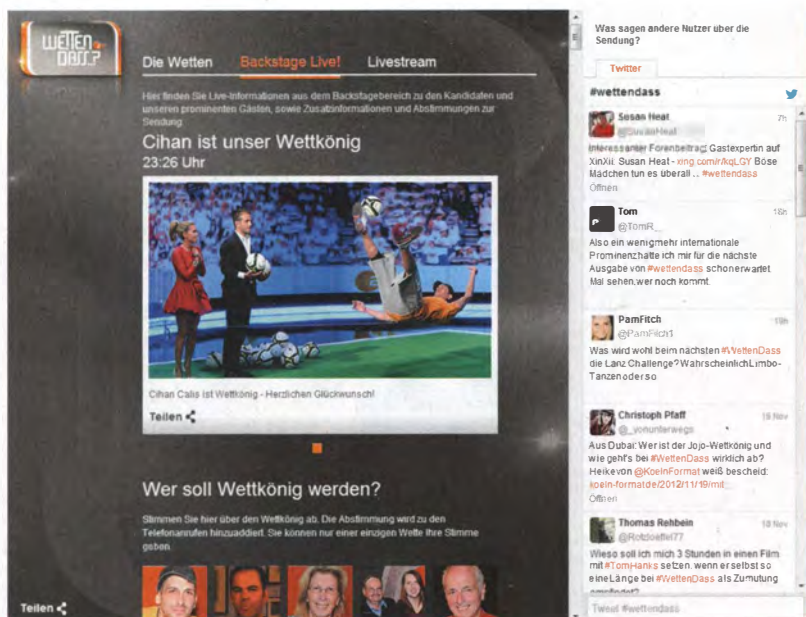 WETTEN,
DASS..?
Die Wetten Backstage Live! Livestream
Hier finden Sie Live-Informationen aus dem Backstagebereich zu den Kandidaten und
unseren prominenten Gästen, sowie Zusatzinformationen und Abstimmungen zur
Sendung.
Cihan ist unser Wettkönig
23:26 Uhr
Cihan Calis ist Wettkönig - Herzlichen Glückwunsch!
Teilen
Wer soll Wettkönig werden?
Stimmen Sie hier über den Wettkönig ab. Die Abstimmung wird zu den
Telefonanrufen hinzuaddiert. Sie können nur einer einzigen Wette Ihre Stimme
geben.
Teilen
Was sagen andere Nutzer über die
Sendung?
Twitter
#wettendass
Susan Heat 7h
@SusanHeat
Interessanter Forenbeitrag: Gastexpertin auf
XinXii: Susan Heat - xing.com/r/kqLGY Böse
Mädchen tun es überall ... #wettendass
Öffnen
Tom 16h
@TomR_
Also ein wenig mehr internationale
Prominenz hatte ich mir für die nächste
Ausgabe von #wettendass schon erwartet.
Mal sehen, wer noch kommt.
PamFitch 19h
@PamFitch1
Was wird wohl beim nächsten #WettenDass
die Lanz Challenge? Wahrscheinlich Limbo-
Tanzen oder so
Christoph Pfaff 19 Nov
@_vonunterwegs
Aus Dubai: Wer ist der Jojo-Wettkönig und
wie geht's bei #WettenDass wirklich ab?
Heike von @KoelnFormat weiß bescheid:
koeln-format.de/2012/11/19/mit_
Öffnen
Thomas Rehbein 18 Nov
@Rotdoeffel77
Wieso soll ich mich 3 Stunden in einen Film
mit #TomHanks setzen, wenn er selbst so
eine Länge bei #WettenDass als Zumutung
empfindet?
Tweet #wettendass